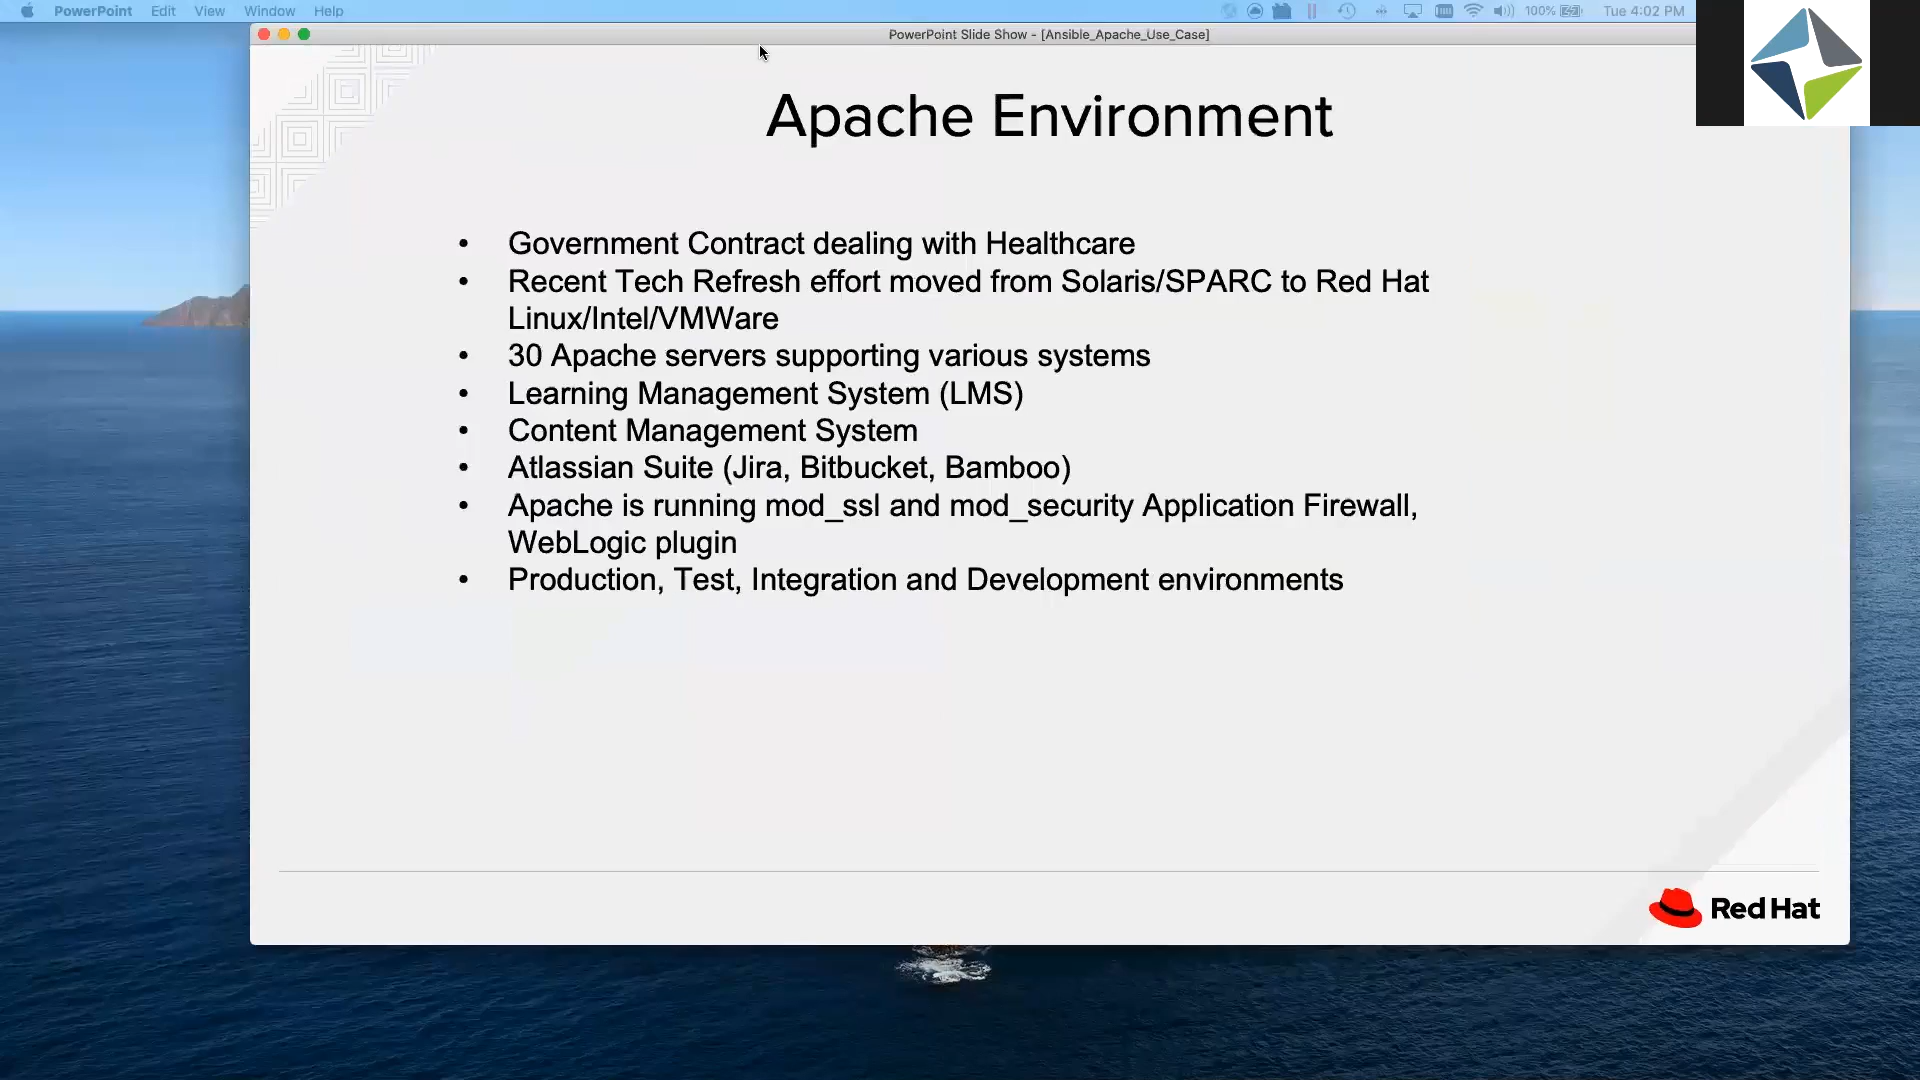 PowerPoint Edit View Window Help 100% Tue 4:02 PM
PowerPoint Slide Show - [Ansible_Apache_Use_Case]
Apache Environment
• Government Contract dealing with Healthcare
• Recent Tech Refresh effort moved from Solaris/SPARC to Red Hat
Linux/Intel/VMWare
• 30 Apache servers supporting various systems
• Learning Management System (LMS)
• Content Management System
• Atlassian Suite (Jira, Bitbucket, Bamboo)
• Apache is running mod_ssl and mod_security Application Firewall,
WebLogic plugin
• Production, Test, Integration and Development environments
Red Hat